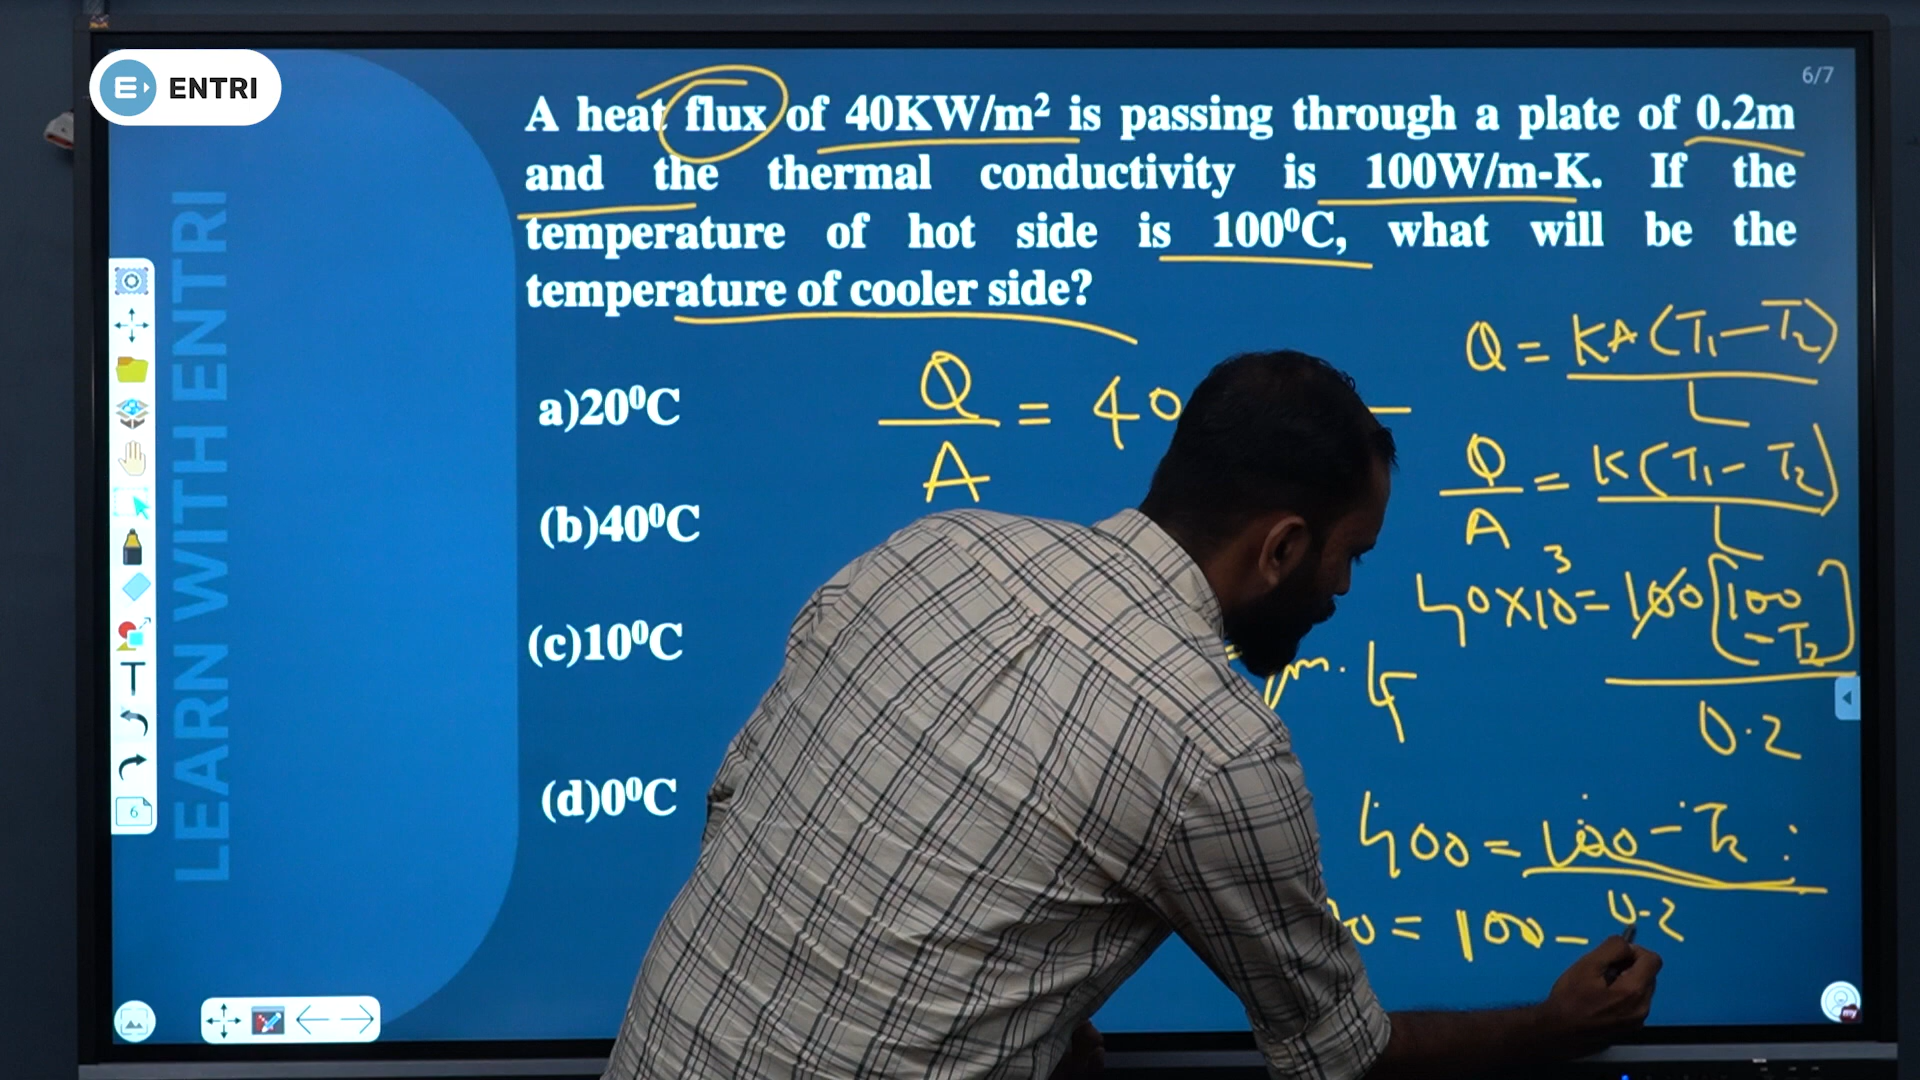 ENTRI
6/7
A heat flux of 40KW/m² is passing through a plate of 0.2m
and the thermal conductivity is 100W/m-K. If the
temperature of hot side is 100⁰C, what will be the
temperature of cooler side?
a)20⁰C
(b)40⁰C
(c)10⁰C
(d)0⁰C
LEARN WITH ENTRI
Q/A = 40
Q = KA(T₁-T₂)/L
Q/A = K(T₁-T₂)/L
40×10³ = 100[100-T₂]/0.2
400 = 100-T₂/0.2
0 = 100-
T
6